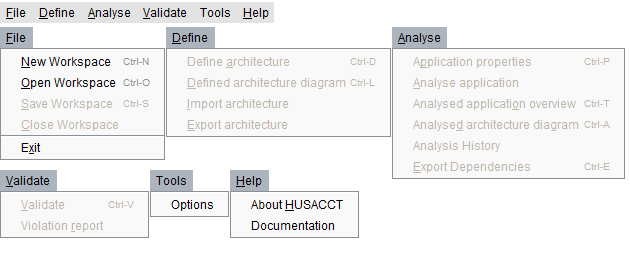 File Define Analyse Validate Tools Help
File
New Workspace Ctrl-N
Open Workspace Ctrl-O
Save Workspace Ctrl-S
Close Workspace
Exit
Define
Define architecture Ctrl-D
Defined architecture diagram Ctrl-L
Import architecture
Export architecture
Analyse
Application properties Ctrl-P
Analyse application
Analysed application overview Ctrl-T
Analysed architecture diagram Ctrl-A
Analysis History
Export Dependencies Ctrl-E
Validate
Validate Ctrl-V
Violation report
Tools
Options
Help
About HUSACCT
Documentation